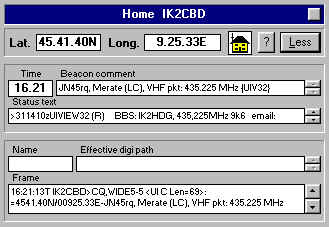 Home IK2CBD
Lat. 45.41.40N Long. 9.25.33E ? Less
Time Beacon comment
16.21 JN45rq, Merate (LC), VHF pkt: 435.225 MHz {UIV32}
Status text
>311410zUIVIEW32 (R) BBS: IK2HDG, 435,225MHz 9k6 email:
Name Effective digi path
Frame
16:21:13T IK2CBD>CQ,WIDE5-5 <UI C Len=69>:
=4541.40N/00925.33E-JN45rq, Merate (LC), VHF pkt: 435.225 MHz